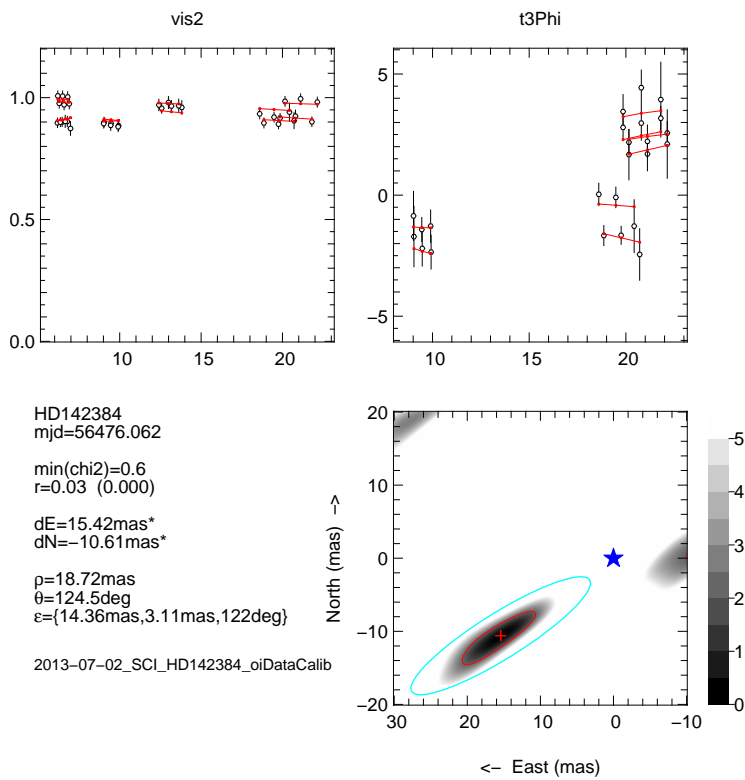 vis2
t3Phi
1.0
0.5
0.0
10
15
20
5
0
−5
10
15
20
HD142384
mjd=56476.062
min(chi2)=0.6
r=0.03 (0.000)
dE=15.42mas*
dN=−10.61mas*
ρ=18.72mas
θ=124.5deg
ε={14.36mas,3.11mas,122deg}
2013−07−02_SCI_HD142384_oiDataCalib
North (mas) −>
20
10
0
−10
−20
30
20
10
0
−10
<− East (mas)
5
4
3
2
1
0